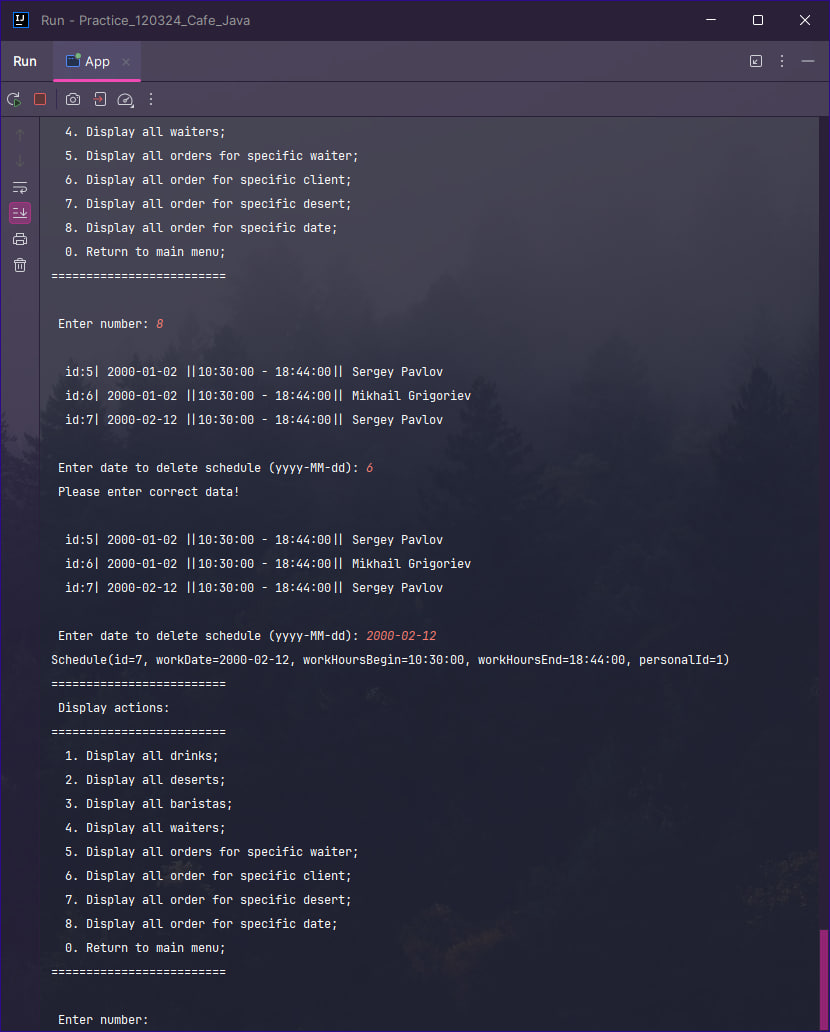 Run - Practice_120324_Cafe_Java
Run App
4. Display all waiters;
5. Display all orders for specific waiter;
6. Display all order for specific client;
7. Display all order for specific desert;
8. Display all order for specific date;
0. Return to main menu;
=========================
Enter number: 8
id:5| 2000-01-02 ||10:30:00 - 18:44:00|| Sergey Pavlov
id:6| 2000-01-02 ||10:30:00 - 18:44:00|| Mikhail Grigoriev
id:7| 2000-02-12 ||10:30:00 - 18:44:00|| Sergey Pavlov
Enter date to delete schedule (yyyy-MM-dd): 6
Please enter correct data!
id:5| 2000-01-02 ||10:30:00 - 18:44:00|| Sergey Pavlov
id:6| 2000-01-02 ||10:30:00 - 18:44:00|| Mikhail Grigoriev
id:7| 2000-02-12 ||10:30:00 - 18:44:00|| Sergey Pavlov
Enter date to delete schedule (yyyy-MM-dd): 2000-02-12
Schedule(id=7, workDate=2000-02-12, workHoursBegin=10:30:00, workHoursEnd=18:44:00, personalId=1)
=========================
Display actions:
=========================
1. Display all drinks;
2. Display all deserts;
3. Display all baristas;
4. Display all waiters;
5. Display all orders for specific waiter;
6. Display all order for specific client;
7. Display all order for specific desert;
8. Display all order for specific date;
0. Return to main menu;
=========================
Enter number: